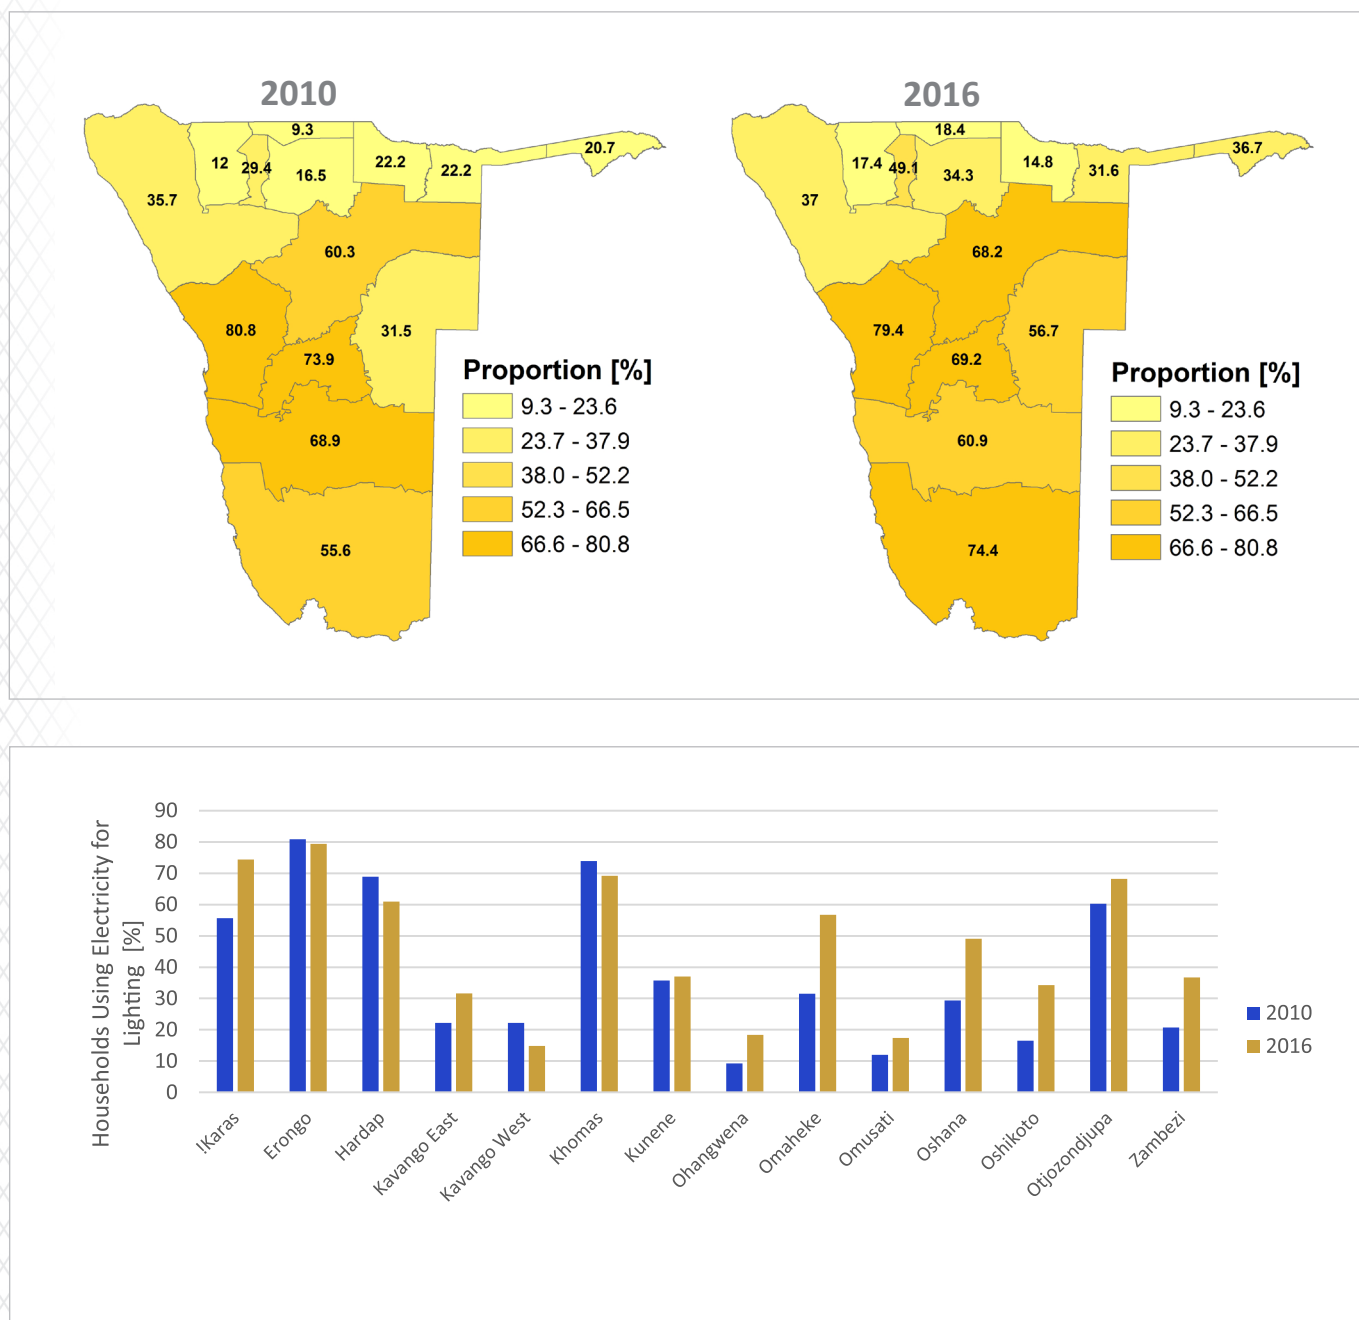 2010
9.3
12
29.4
16.5
22.2
22.2
20.7
35.7
60.3
80.8
31.5
73.9
68.9
55.6
Proportion [%]
9.3 - 23.6
23.7 - 37.9
38.0 - 52.2
52.3 - 66.5
66.6 - 80.8
2016
18.4
17.4
49.1
34.3
14.8
31.6
36.7
37
68.2
79.4
56.7
69.2
60.9
74.4
Proportion [%]
9.3 - 23.6
23.7 - 37.9
38.0 - 52.2
52.3 - 66.5
66.6 - 80.8
Households Using Electricity for
Lighting [%]
90
80
70
60
50
40
30
20
10
0
!Karas
Erongo
Hardap
Kavango East
Kavango West
Khomas
Kunene
Ohangwena
Omaheke
Omusati
Oshana
Oshikoto
Otjozondjupa
Zambezi
2010
2016